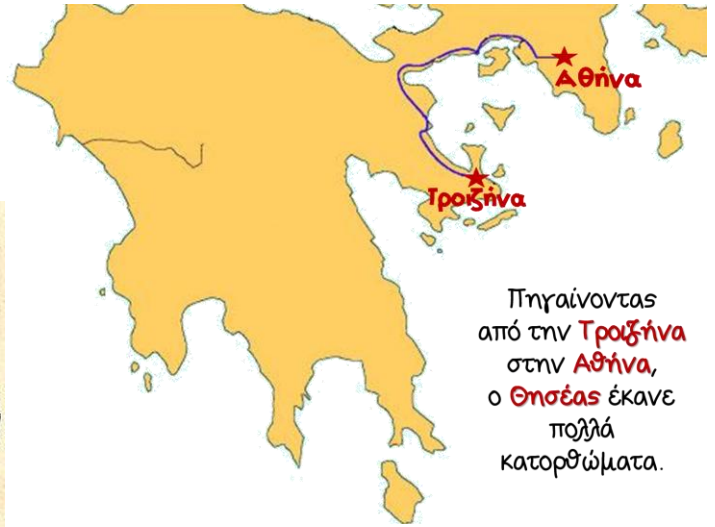 Αθήνα
Τροιζήνα
Πηγαίνοντας
από την Τροιζήνα
στην Αθήνα,
ο Θησέας έκανε
πολλά
κατορθώματα.